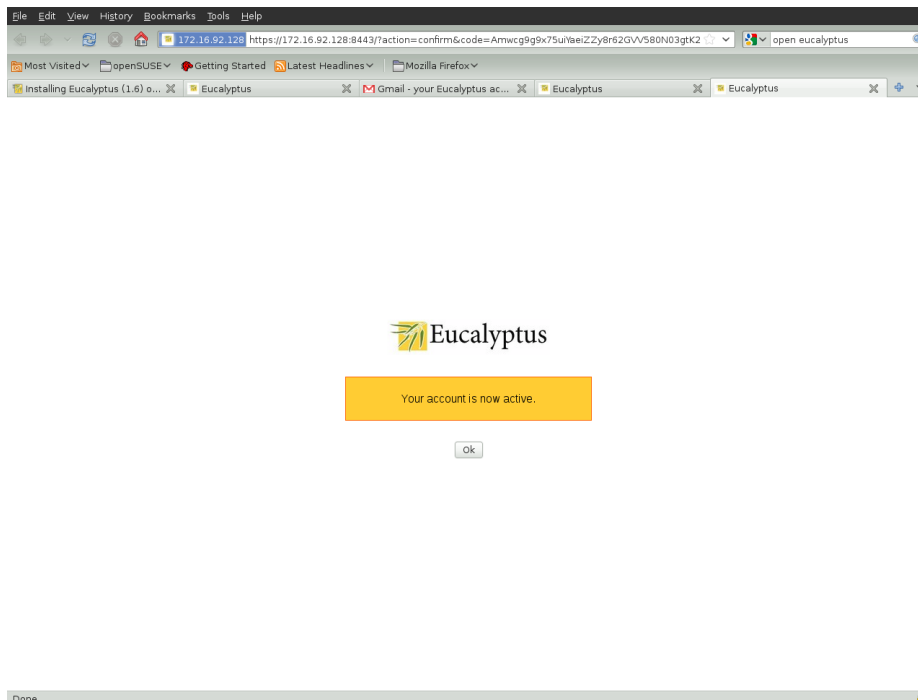 File Edit View History Bookmarks Tools Help
172.16.92.128 https://172.16.92.128:8443/?action=confirm&code=Amwcg9g9x75uiYaeiZZy8r62GVV580N03gtK2 open eucalyptus
Most Visited openSUSE Getting Started Latest Headlines Mozilla Firefox
Installing Eucalyptus (1.6) o... Eucalyptus Gmail - your Eucalyptus ac... Eucalyptus Eucalyptus
Eucalyptus
Your account is now active.
Ok
Done